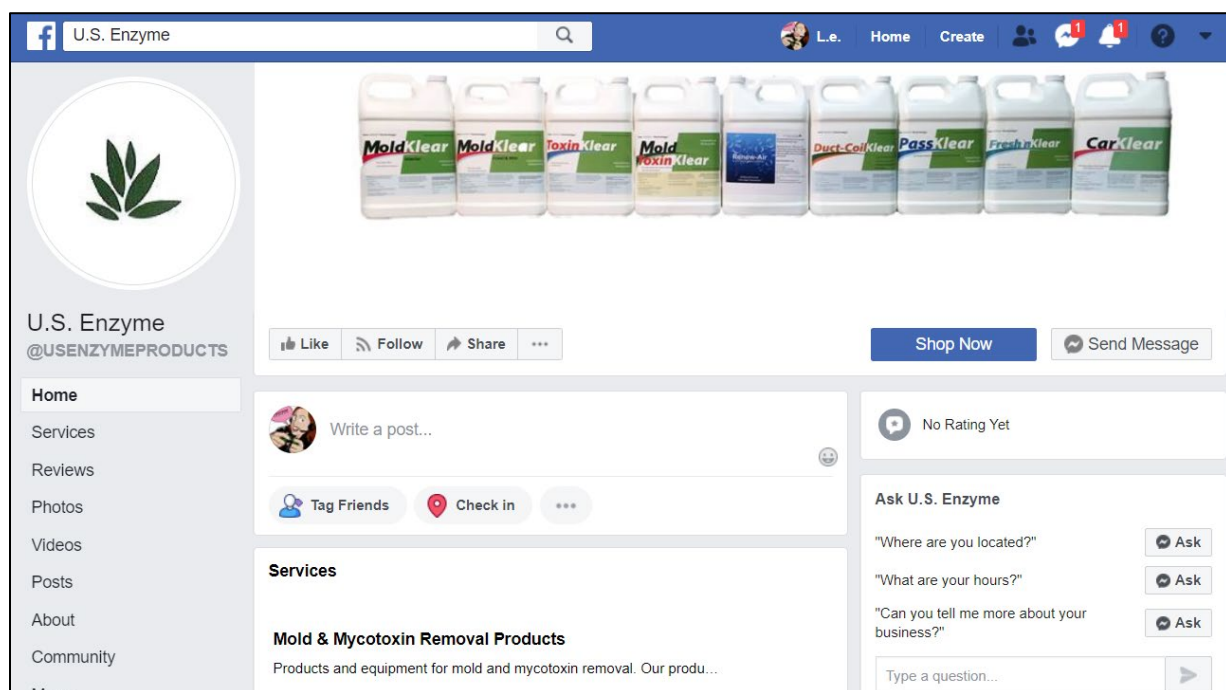 U.S. Enzyme
L.e.
Home
Create
1
1
MoldKlear
MoldKlear
ToxinKlear
Mold
ToxinKlear
Renew-Air
Duct-CoilKlear
PassKlear
FreshnKlear
CarKlear
U.S. Enzyme
@USENZYMEPRODUCTS
Like
Follow
Share
Shop Now
Send Message
Home
Services
Reviews
Photos
Videos
Posts
About
Community
Write a post...
Tag Friends
Check in
No Rating Yet
Ask U.S. Enzyme
"Where are you located?"
Ask
"What are your hours?"
Ask
"Can you tell me more about your
business?"
Ask
Type a question...
Services
Mold & Mycotoxin Removal Products
Products and equipment for mold and mycotoxin removal. Our produ...